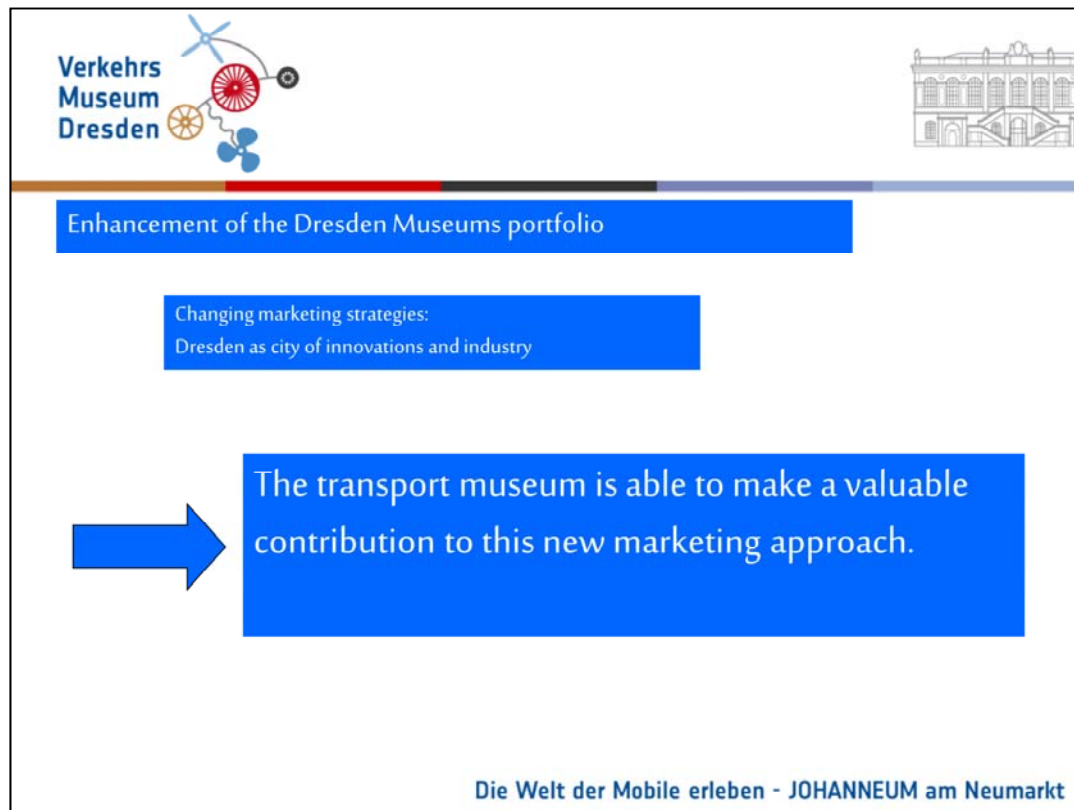 Verkehrs
Museum
Dresden
Enhancement of the Dresden Museums portfolio
Changing marketing strategies:
Dresden as city of innovations and industry
The transport museum is able to make a valuable
contribution to this new marketing approach.
Die Welt der Mobile erleben - JOHANNEUM am Neumarkt